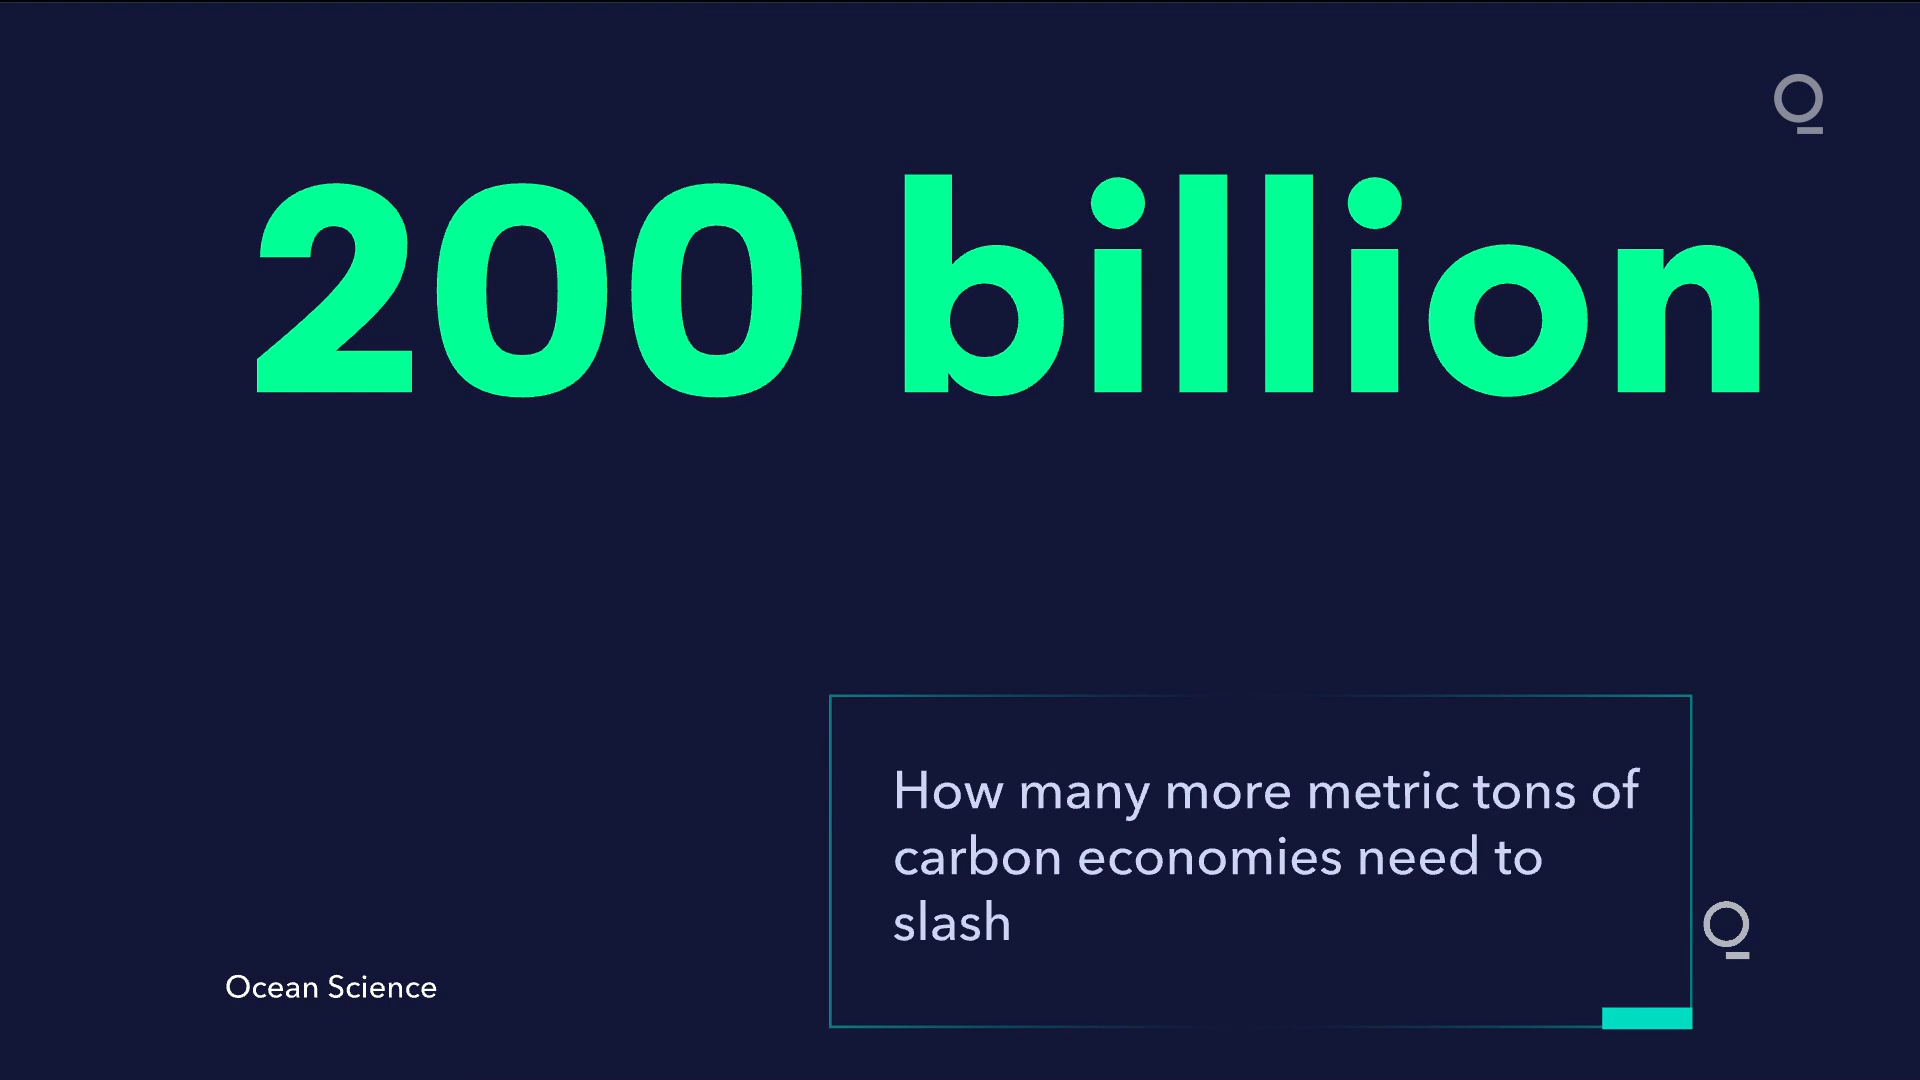 200 billion
How many more metric tons of
carbon economies need to
slash
Ocean Science